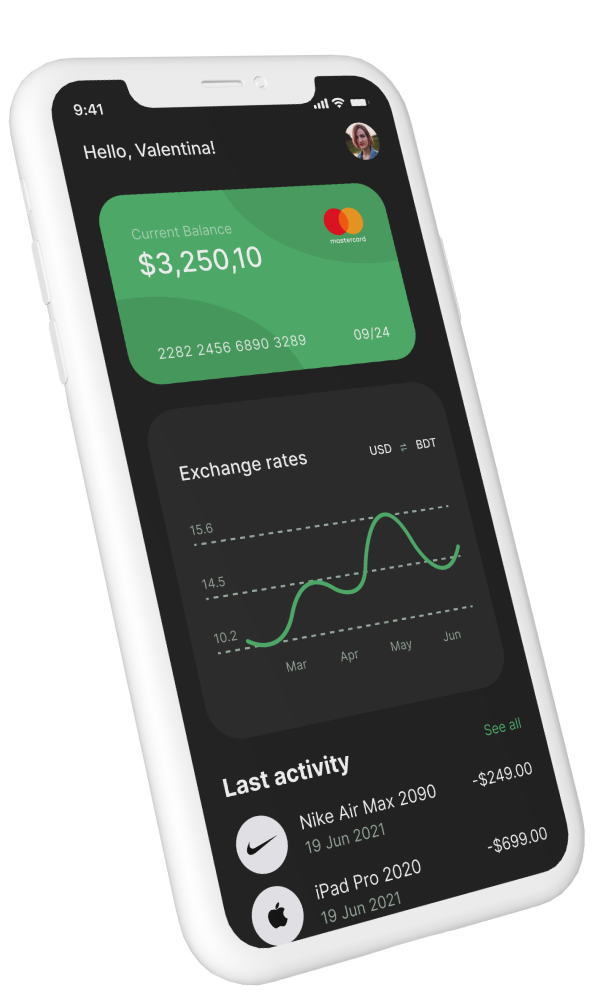 9:41
Hello, Valentina!
Current Balance
$3,250,10
mastercard
2282 2456 6890 3289
09/24
Exchange rates
USD ⇌ BDT
15.6
14.5
10.2
Mar Apr May Jun
See all
Last activity
Nike Air Max 2090
-$249.00
19 Jun 2021
iPad Pro 2020
-$699.00
19 Jun 2021